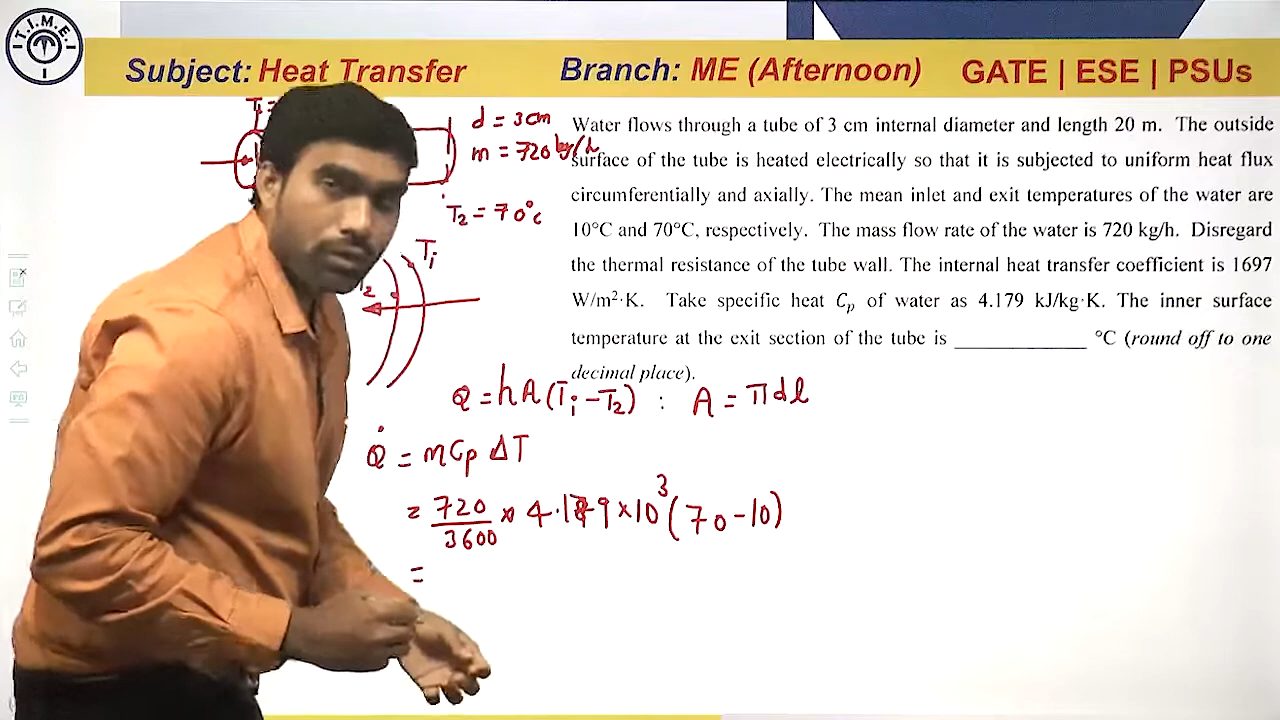 I.T.I.M.E.I
Subject: Heat Transfer
Branch: ME (Afternoon)
GATE | ESE | PSUs
T₁ =
d = 3cm
m = 720 kg/h
T₂ = 70°c
Tᵢ
Water flows through a tube of 3 cm internal diameter and length 20 m. The outside
surface of the tube is heated electrically so that it is subjected to uniform heat flux
circumferentially and axially. The mean inlet and exit temperatures of the water are
10°C and 70°C, respectively. The mass flow rate of the water is 720 kg/h. Disregard
the thermal resistance of the tube wall. The internal heat transfer coefficient is 1697
W/m²·K. Take specific heat Cₚ of water as 4.179 kJ/kg·K. The inner surface
temperature at the exit section of the tube is ____________ °C (round off to one
decimal place).
Q = hA(Tᵢ-T₂) : A = πdl
Q̇ = mCp ΔT
= 720/3600 × 4.179×10³(70-10)
=